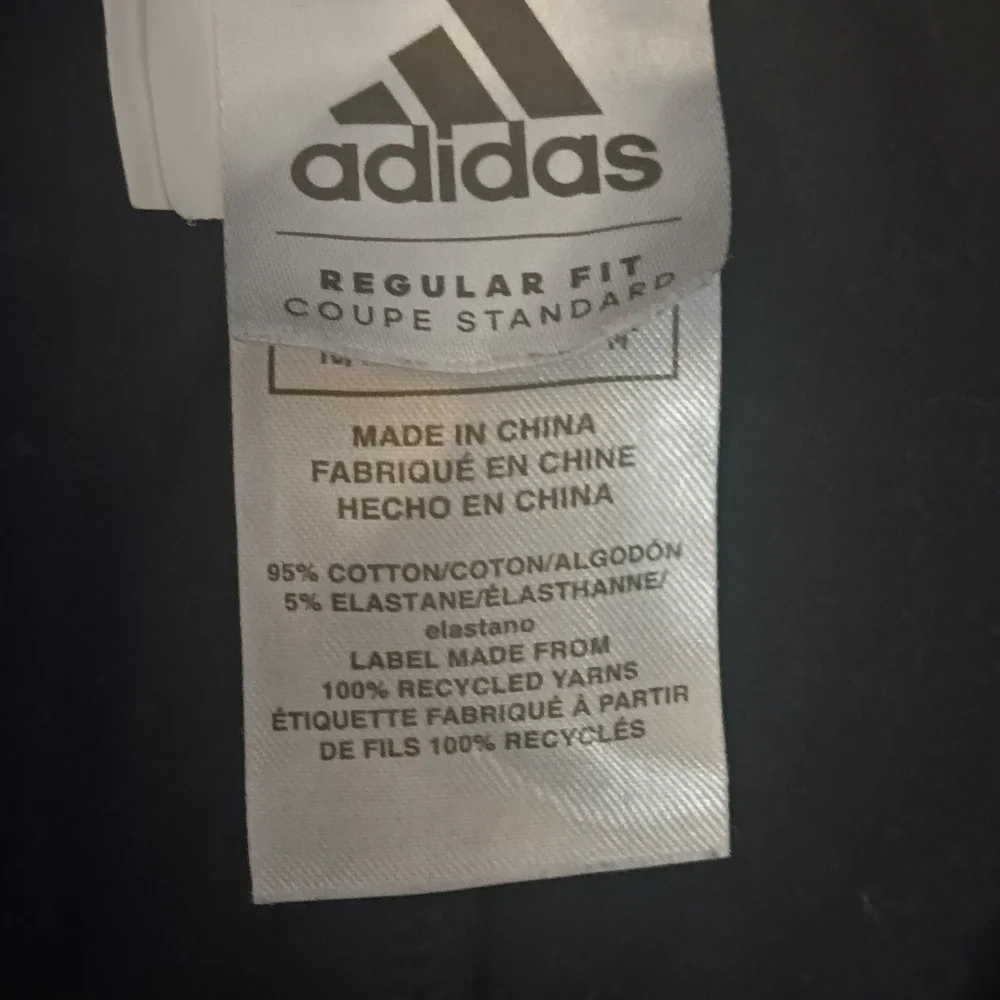 adidas
REGULAR FIT
COUPE STANDARD
MADE IN CHINA
FABRIQUÉ EN CHINE
HECHO EN CHINA
95% COTTON/COTON/ALGODÓN
5% ELASTANE/ÉLASTHANNE/
elastano
LABEL MADE FROM
100% RECYCLED YARNS
ÉTIQUETTE FABRIQUÉ À PARTIR
DE FILS 100% RECYCLÉS